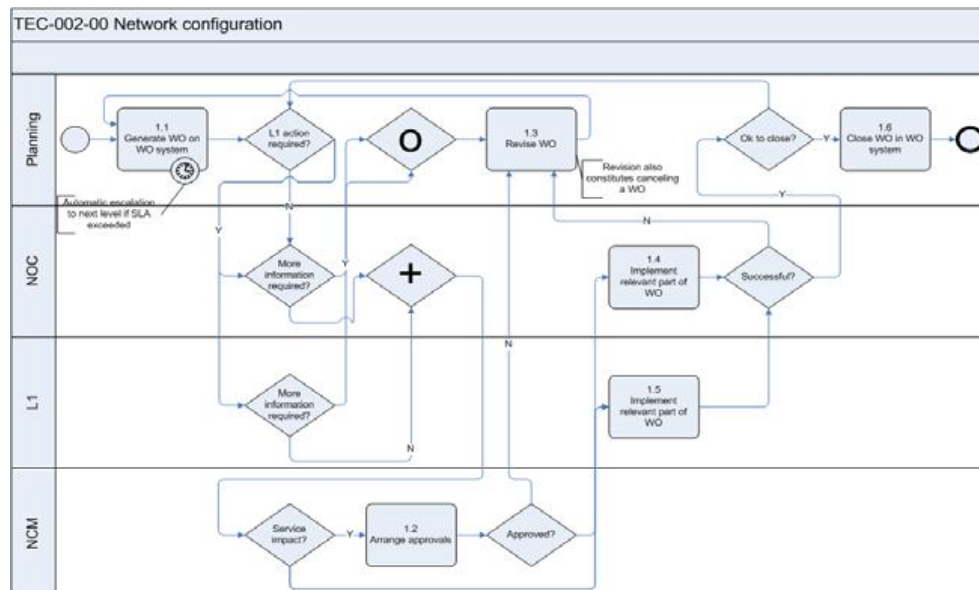 TEC-002-00 Network configuration
Planning
1.1
Generate WO on
WO system
L1 action
required?
O
1.3
Revise WO
Ok to close?
Y
1.6
Close WO in WO
system
Revision also
constitutes canceling
a WO
Automatic escalation
to next level if SLA
exceeded
Y
N
Y
Y
N
NOC
More
information
required?
+
1.4
Implement
relevant part of
WO
Successful?
L1
More
information
required?
N
N
1.5
Implement
relevant part of
WO
NCM
Service
impact?
Y
1.2
Arrange approvals
Approved?